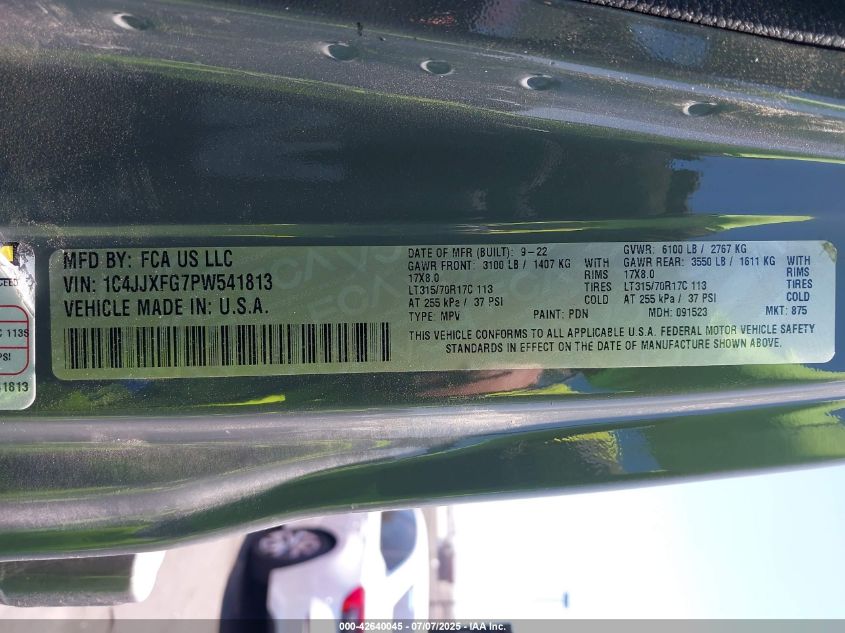 MFD BY: FCA US LLC
VIN: 1C4JJXFG7PW541813
VEHICLE MADE IN: U.S.A.
DATE OF MFR (BUILT): 9-22
GAWR FRONT: 3100 LB / 1407 KG WITH
17X8.0 RIMS
LT315/70R17C 113 TIRES
AT 255 kPa / 37 PSI COLD
TYPE: MPV PAINT: PDN
GVWR: 6100 LB / 2767 KG
GAWR REAR: 3550 LB / 1611 KG WITH
17X8.0 RIMS
LT315/70R17C 113 TIRES
AT 255 kPa / 37 PSI COLD
MDH: 091523 MKT: 875
THIS VEHICLE CONFORMS TO ALL APPLICABLE U.S.A. FEDERAL MOTOR VEHICLE SAFETY
STANDARDS IN EFFECT ON THE DATE OF MANUFACTURE SHOWN ABOVE.
000-42640045 - 07/07/2025 - IAA Inc.